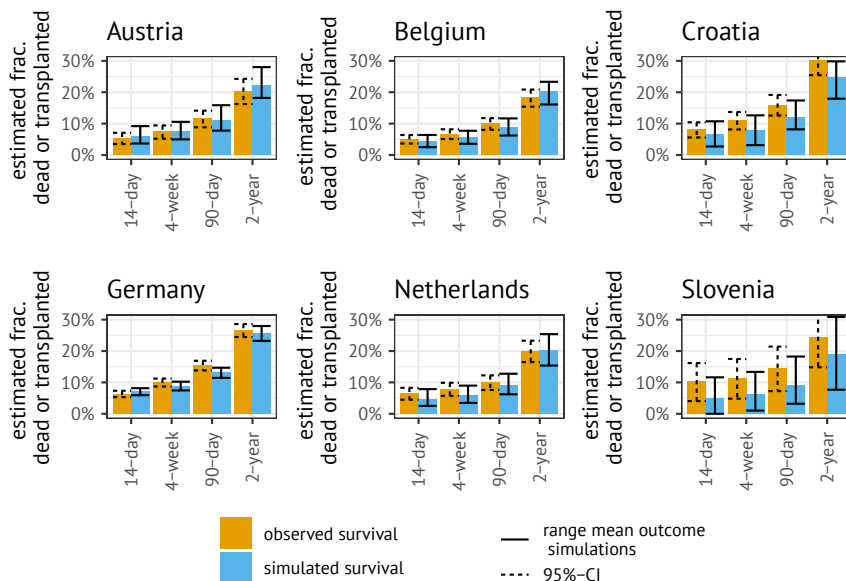 Austria
Belgium
Croatia
estimated frac.
dead or transplanted
30%
20%
10%
0%
14−day
4−week
90−day
2−year
estimated frac.
dead or transplanted
30%
20%
10%
0%
14−day
4−week
90−day
2−year
estimated frac.
dead or transplanted
30%
20%
10%
0%
14−day
4−week
90−day
2−year
Germany
Netherlands
Slovenia
estimated frac.
dead or transplanted
30%
20%
10%
0%
14−day
4−week
90−day
2−year
estimated frac.
dead or transplanted
30%
20%
10%
0%
14−day
4−week
90−day
2−year
estimated frac.
dead or transplanted
30%
20%
10%
0%
14−day
4−week
90−day
2−year
observed survival
simulated survival
range mean outcome
simulations
95%−CI